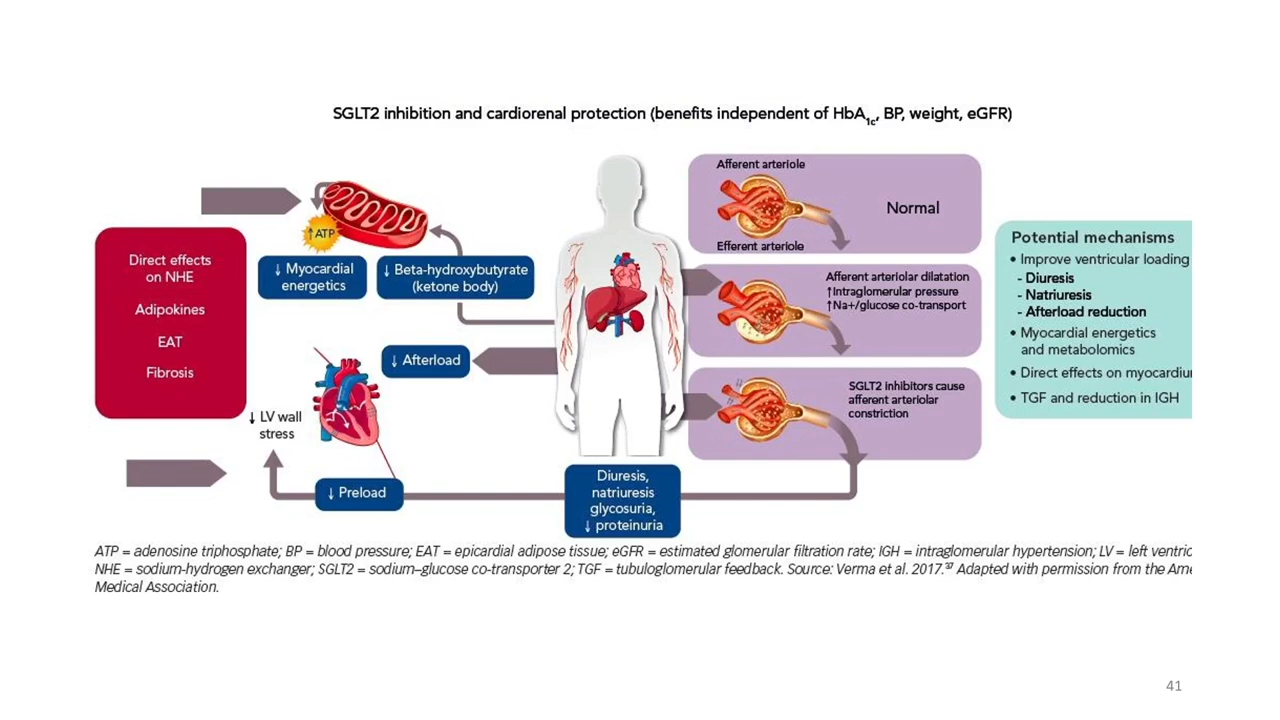 SGLT2 inhibition and cardiorenal protection (benefits independent of HbA1c, BP, weight, eGFR)
Direct effects
on NHE
Adipokines
EAT
Fibrosis
↑ATP
↓ Myocardial
energetics
↓ Beta-hydroxybutyrate
(ketone body)
↓ Afterload
↓ LV wall
stress
↓ Preload
Diuresis,
natriuresis
glycosuria,
↓ proteinuria
Afferent arteriole
Normal
Efferent arteriole
Afferent arteriolar dilatation
↑Intraglomerular pressure
↑Na+/glucose co-transport
SGLT2 inhibitors cause
afferent arteriolar
constriction
Potential mechanisms
• Improve ventricular loading
- Diuresis
- Natriuresis
- Afterload reduction
• Myocardial energetics
and metabolomics
• Direct effects on myocardiu
• TGF and reduction in IGH
ATP = adenosine triphosphate; BP = blood pressure; EAT = epicardial adipose tissue; eGFR = estimated glomerular filtration rate; IGH = intraglomerular hypertension; LV = left ventric
NHE = sodium-hydrogen exchanger; SGLT2 = sodium–glucose co-transporter 2; TGF = tubuloglomerular feedback. Source: Verma et al. 2017.37 Adapted with permission from the Ame
Medical Association.
41